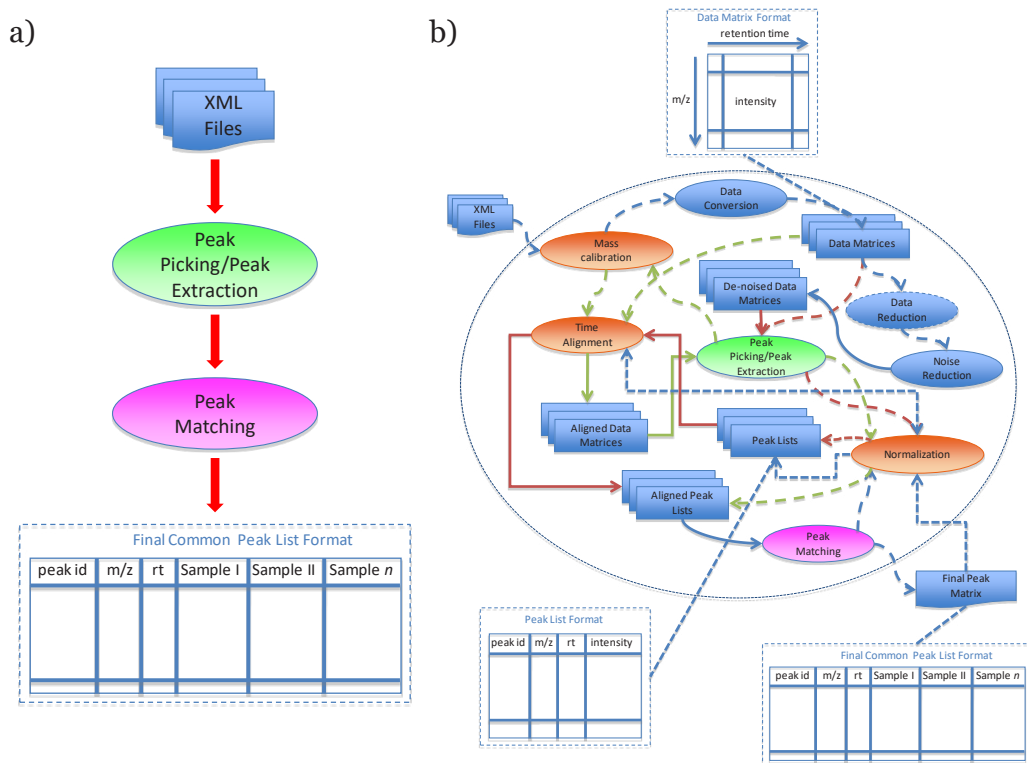 a)
XML
Files
Peak
Picking/Peak
Extraction
Peak
Matching
Final Common Peak List Format
peak id m/z rt Sample I Sample II Sample n
b)
Data Matrix Format
retention time
m/z
intensity
XML
Files
Data
Conversion
Mass
calibration
Data Matrices
De-noised Data
Matrices
Data
Reduction
Time
Alignment
Peak
Picking/Peak
Extraction
Noise
Reduction
Aligned Data
Matrices
Peak Lists
Normalization
Aligned Peak
Lists
Peak
Matching
Final Peak
Matrix
Peak List Format
peak id m/z rt intensity
Final Common Peak List Format
peak id m/z rt Sample I Sample II Sample n